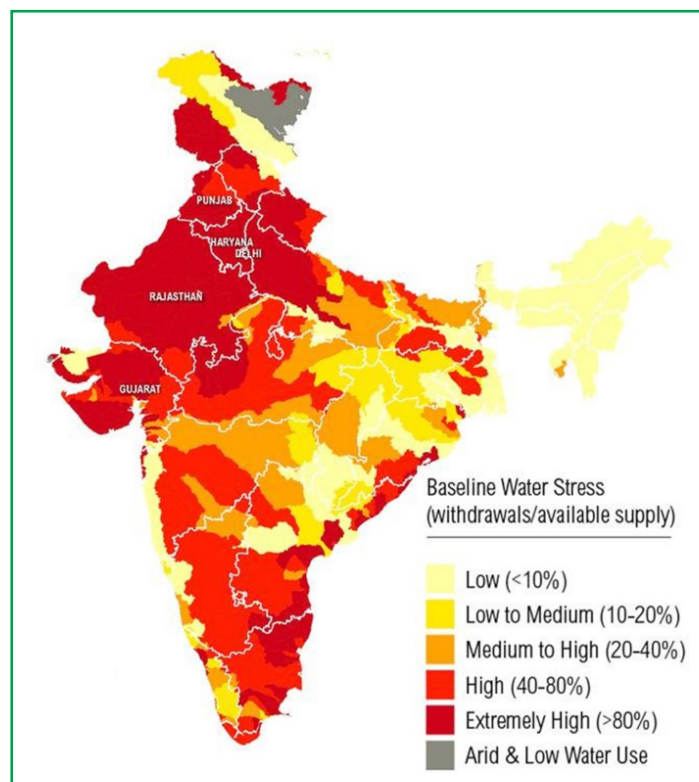 PUNJAB
HARYANA
DELHI
RAJASTHAN
GUJARAT
Baseline Water Stress
(withdrawals/available supply)
Low (<10%)
Low to Medium (10-20%)
Medium to High (20-40%)
High (40-80%)
Extremely High (>80%)
Arid & Low Water Use